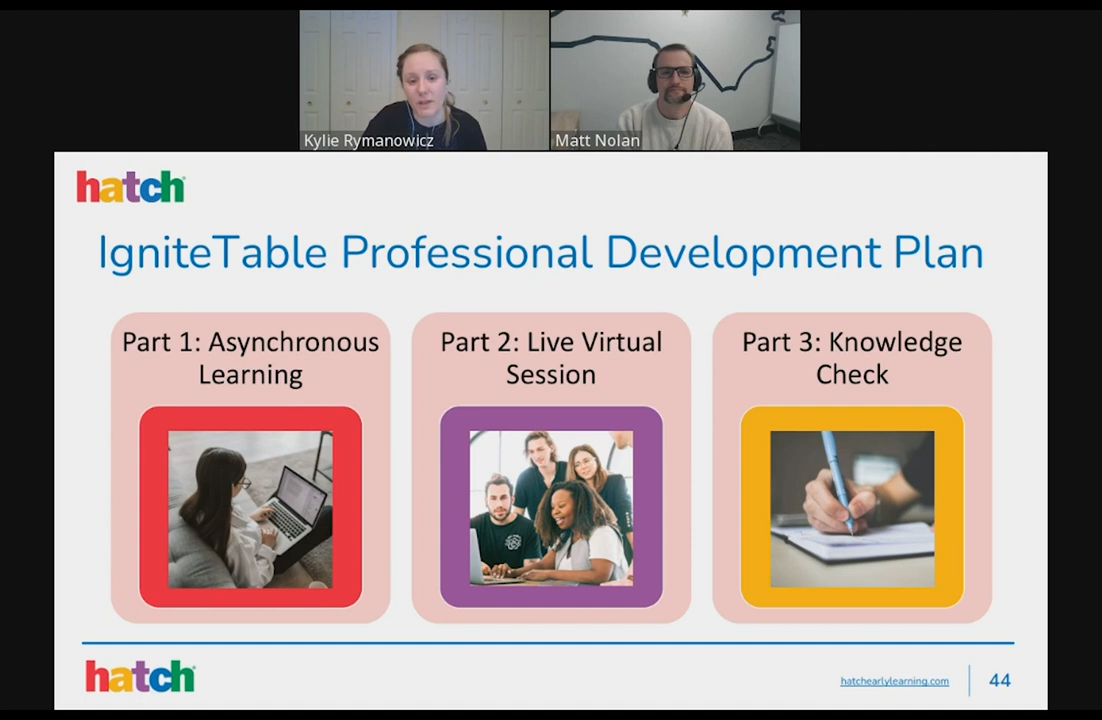 Kylie Rymanowicz
Matt Nolan
hatch
IgniteTable Professional Development Plan
Part 1: Asynchronous
Learning
Part 2: Live Virtual
Session
Part 3: Knowledge
Check
hatch
hatchearlylearning.com
44